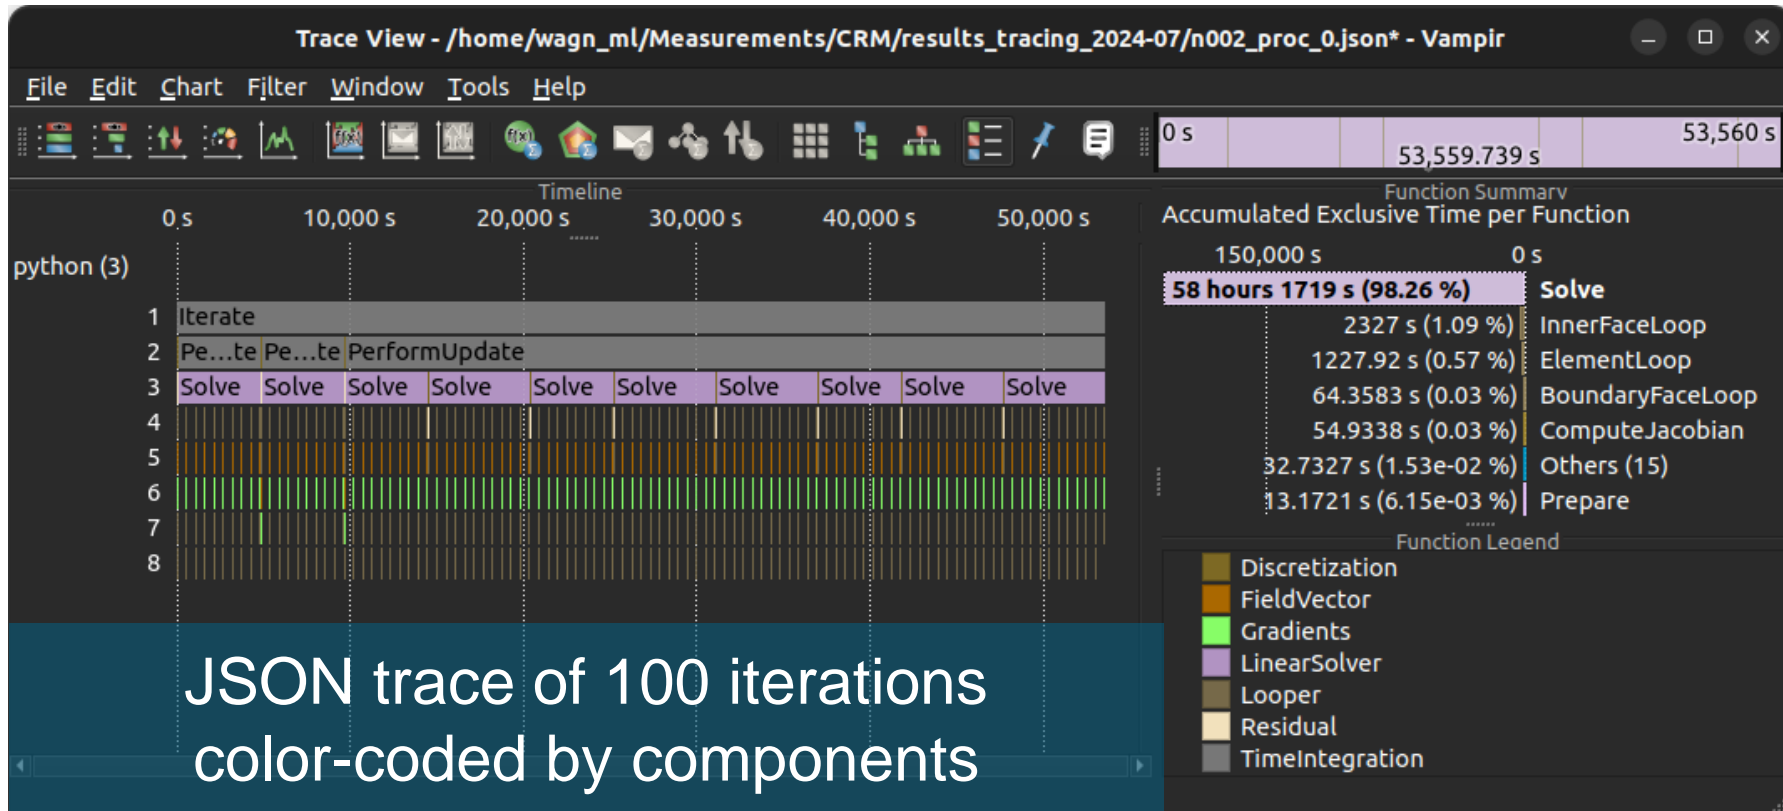 Trace View - /home/wagn_ml/Measurements/CRM/results_tracing_2024-07/n002_proc_0.json* - Vampir
File Edit Chart Filter Window Tools Help
0 s 53,560 s
53,559.739 s
Timeline
0 s 10,000 s 20,000 s 30,000 s 40,000 s 50,000 s
python (3)
1 Iterate
2 Pe...te Pe...te PerformUpdate
3 Solve Solve Solve Solve Solve Solve Solve Solve Solve Solve
4
5
6
7
8
Function Summary
Accumulated Exclusive Time per Function
150,000 s 0 s
58 hours 1719 s (98.26 %) Solve
2327 s (1.09 %) InnerFaceLoop
1227.92 s (0.57 %) ElementLoop
64.3583 s (0.03 %) BoundaryFaceLoop
54.9338 s (0.03 %) ComputeJacobian
32.7327 s (1.53e-02 %) Others (15)
13.1721 s (6.15e-03 %) Prepare
Function Legend
Discretization
FieldVector
Gradients
LinearSolver
Looper
Residual
TimeIntegration
JSON trace of 100 iterations
color-coded by components